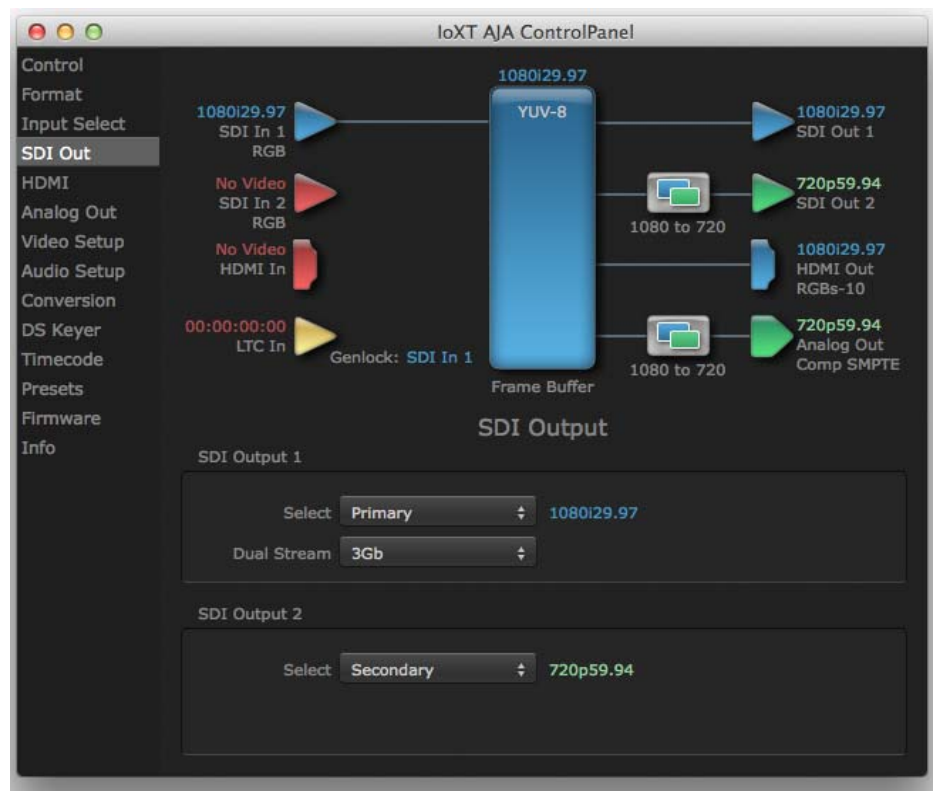 IoXT AJA ControlPanel
Control
Format
Input Select
SDI Out
HDMI
Analog Out
Video Setup
Audio Setup
Conversion
DS Keyer
Timecode
Presets
Firmware
Info
1080i29.97
SDI In 1
RGB
No Video
SDI In 2
RGB
No Video
HDMI In
00:00:00:00
LTC In
Genlock: SDI In 1
1080i29.97
YUV-8
Frame Buffer
1080i29.97
SDI Out 1
1080 to 720
720p59.94
SDI Out 2
1080i29.97
HDMI Out
RGBs-10
1080 to 720
720p59.94
Analog Out
Comp SMPTE
SDI Output
SDI Output 1
Select Primary 1080i29.97
Dual Stream 3Gb
SDI Output 2
Select Secondary 720p59.94